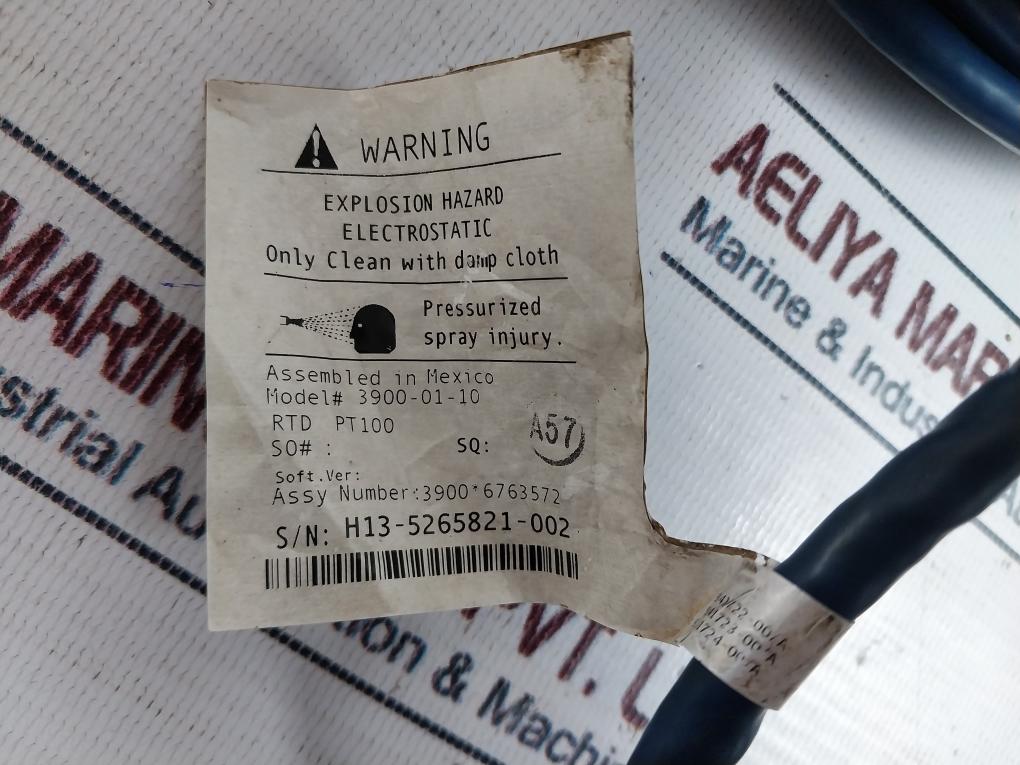 WARNING
EXPLOSION HAZARD
ELECTROSTATIC
Only Clean with damp cloth
Pressurized
spray injury.
Assembled in Mexico
Model# 3900-01-10
RTD PT100
SO# : SQ:
A57
Soft.Ver:
Assy Number:3900*6763572
S/N: H13-5265821-002
AELIYA MAR
Marine & Indus
MARIN
strial Au
PVT. L
ion & Machi